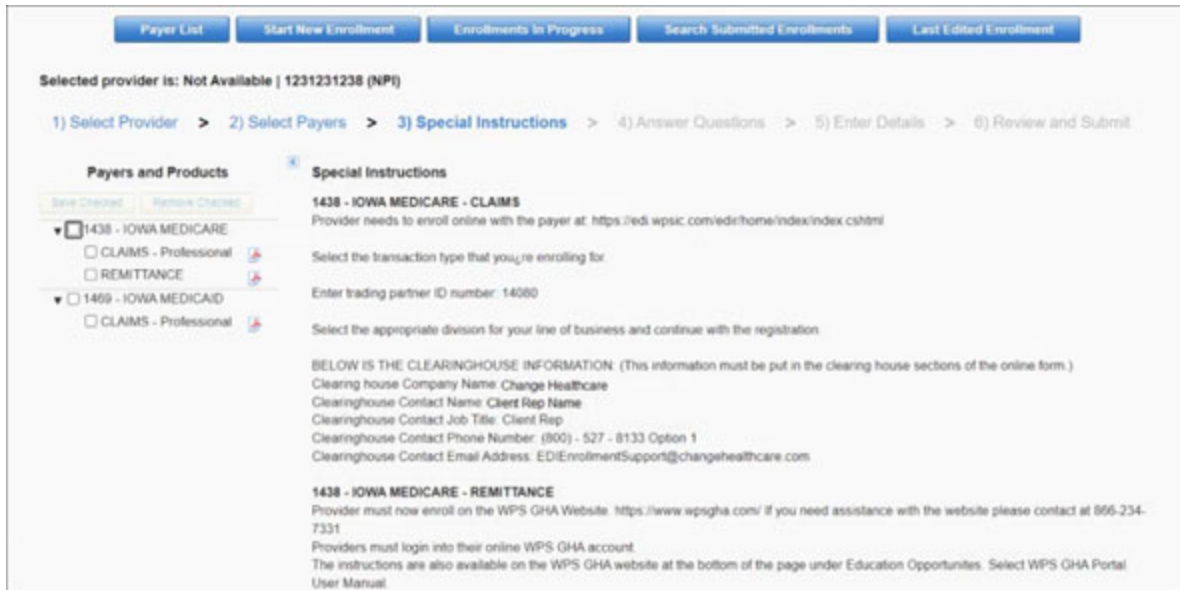 Payer List Start New Enrollment Enrollments In Progress Search Submitted Enrollments Last Edited Enrollment
Selected provider is: Not Available | 1231231238 (NPI)
1) Select Provider > 2) Select Payers > 3) Special Instructions > 4) Answer Questions > 5) Enter Details > 6) Review and Submit
Payers and Products
Save Checked Remove Checked
1438 - IOWA MEDICARE
CLAIMS - Professional
REMITTANCE
1469 - IOWA MEDICAID
CLAIMS - Professional
Special Instructions
1438 - IOWA MEDICARE - CLAIMS
Provider needs to enroll online with the payer at: https://edi.wpsic.com/edir/home/index/index.cshtml
Select the transaction type that you¿re enrolling for.
Enter trading partner ID number: 14080
Select the appropriate division for your line of business and continue with the registration
BELOW IS THE CLEARINGHOUSE INFORMATION: (This information must be put in the clearing house sections of the online form.)
Clearing house Company Name: Change Healthcare
Clearinghouse Contact Name: Client Rep Name
Clearinghouse Contact Job Title: Client Rep
Clearinghouse Contact Phone Number: (800) - 527 - 8133 Option 1
Clearinghouse Contact Email Address: EDIEnrollmentSupport@changehealthcare.com
1438 - IOWA MEDICARE - REMITTANCE
Provider must now enroll on the WPS GHA Website. https://www.wpsgha.com/ If you need assistance with the website please contact at 866-234-
7331
Providers must login into their online WPS GHA account.
The instructions are also available on the WPS GHA website at the bottom of the page under Education Opportunites. Select WPS GHA Portal
User Manual.